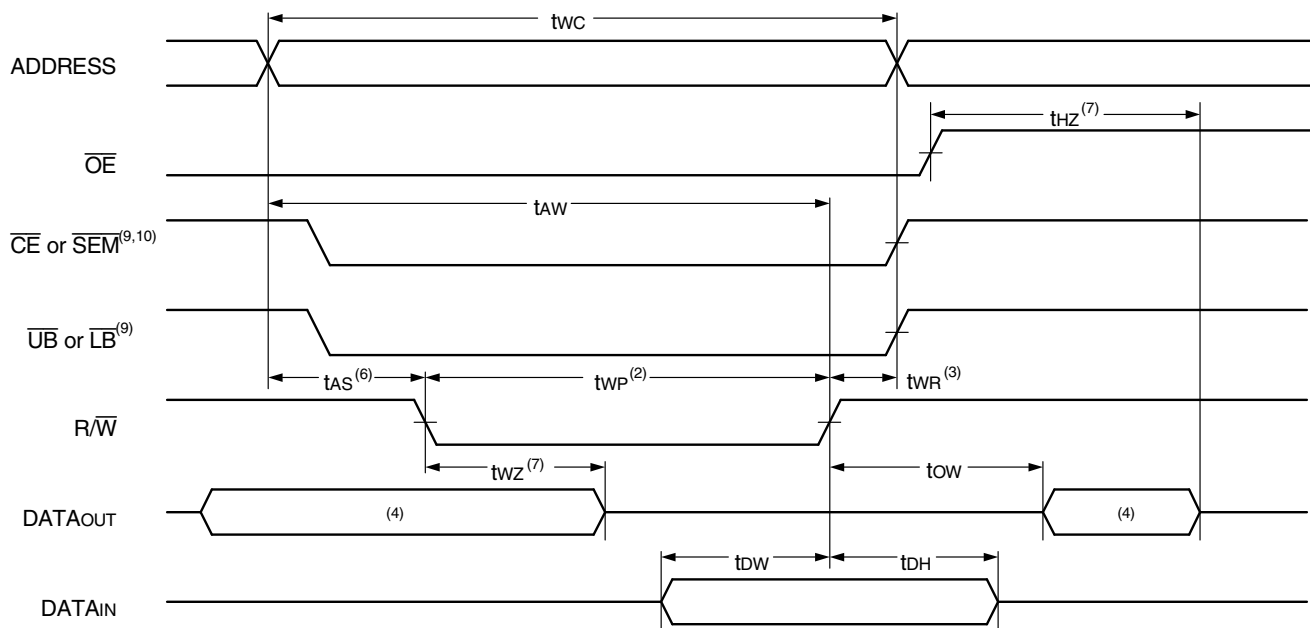 tWC
ADDRESS
tHZ(7)
OE
tAW
CE or SEM(9,10)
UB or LB(9)
tAS(6) tWP(2) tWR(3)
R/W
tWZ(7) tOW
DATAOUT (4) (4)
tDW tDH
DATAIN